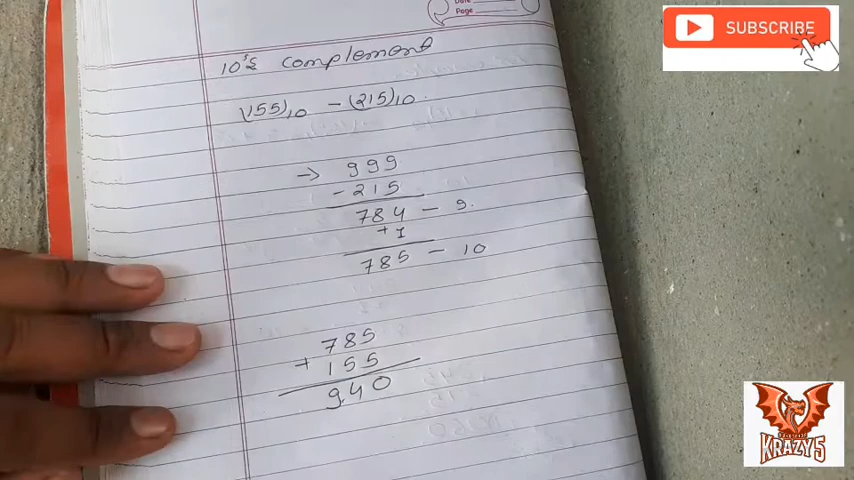 Date
Page
SUBSCRIBE
10's complement
(155)10 - (215)10.
→ 999
- 215
784 - 9.
+ 1
785 - 10
785
+ 155
940
KRAZY5